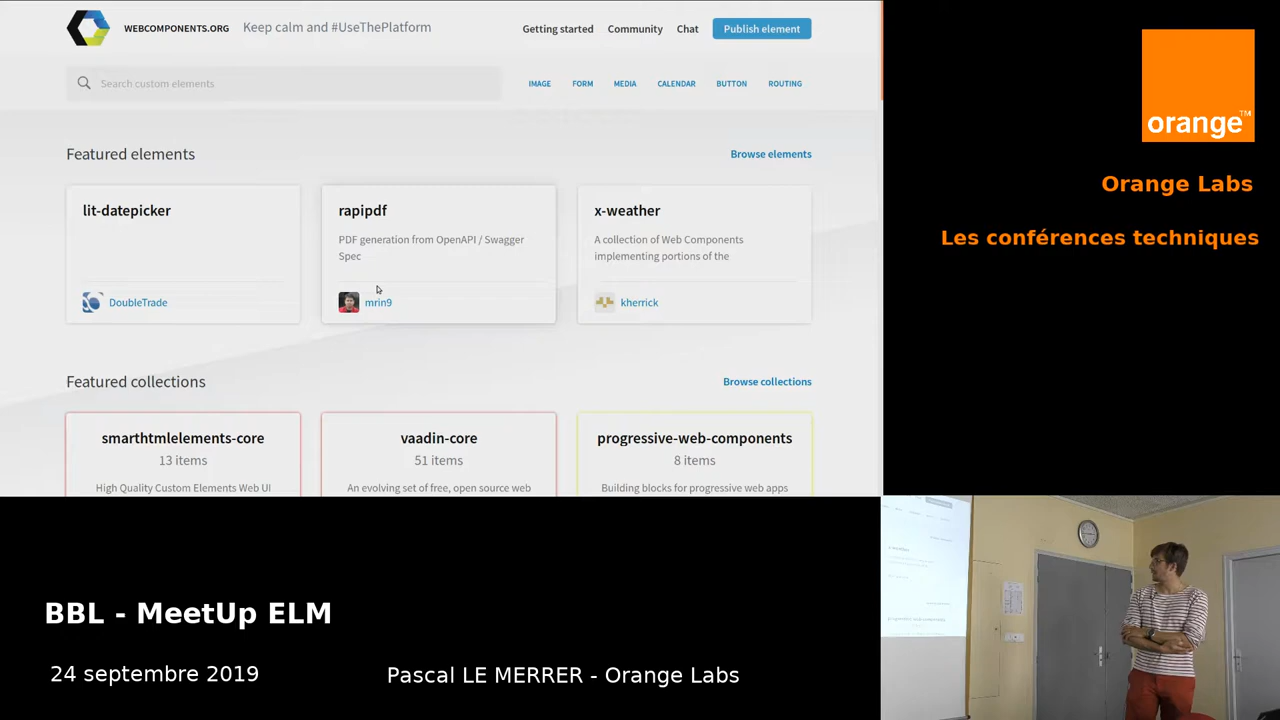 WEBCOMPONENTS.ORG Keep calm and #UseThePlatform Getting started Community Chat Publish element
Search custom elements IMAGE FORM MEDIA CALENDAR BUTTON ROUTING
Featured elements Browse elements
lit-datepicker
DoubleTrade
rapipdf
PDF generation from OpenAPI / Swagger
Spec
mrin9
x-weather
A collection of Web Components
implementing portions of the
kherrick
Featured collections Browse collections
smarthtmlelements-core
13 items
High Quality Custom Elements Web UI
vaadin-core
51 items
An evolving set of free, open source web
progressive-web-components
8 items
Building blocks for progressive web apps
orange™
Orange Labs
Les conférences techniques
BBL - MeetUp ELM
24 septembre 2019
Pascal LE MERRER - Orange Labs